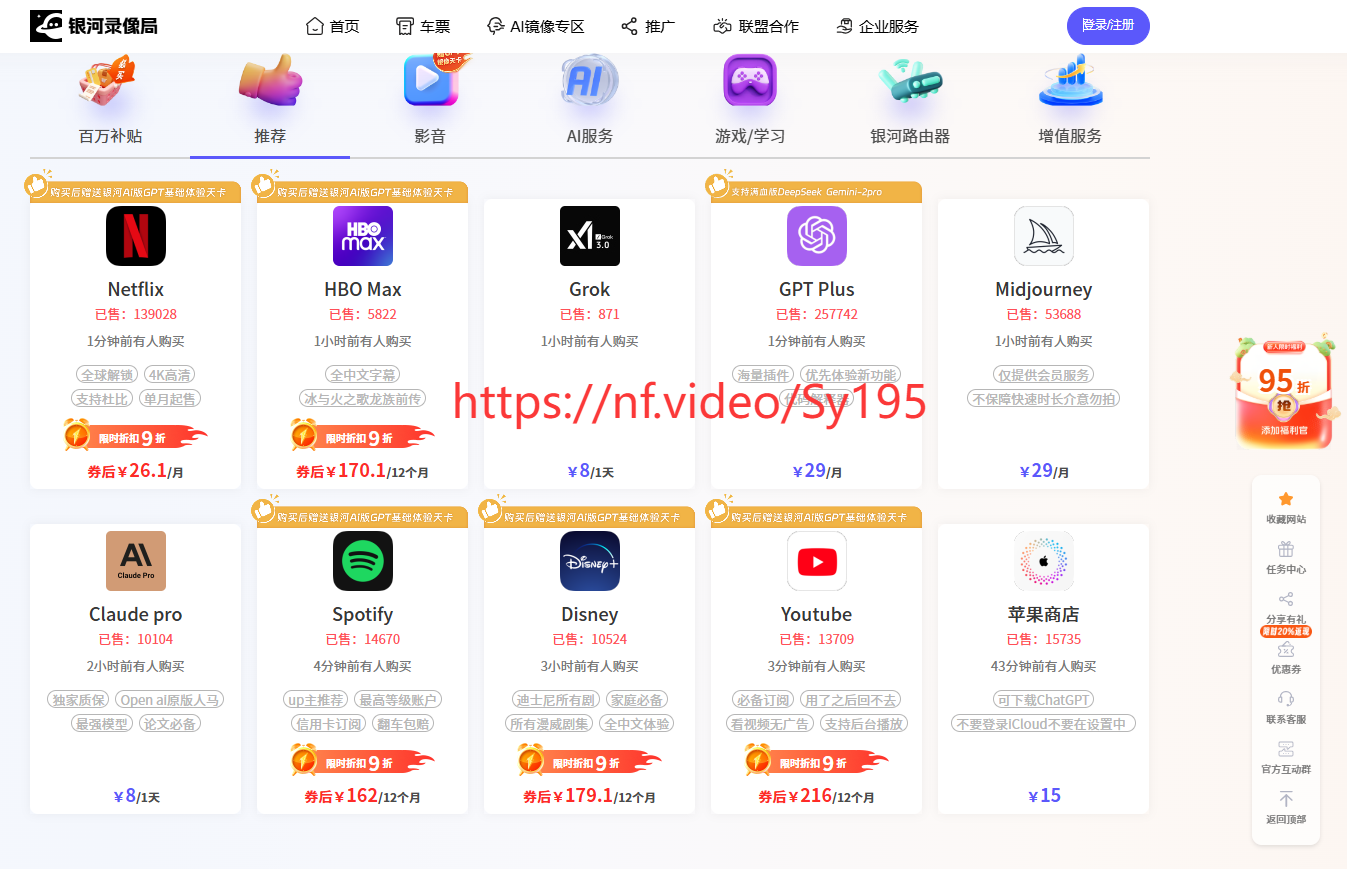 银河录像局
首页
车票
AI镜像专区
推广
联盟合作
企业服务
登录/注册
百万补贴
推荐
影音
AI服务
游戏/学习
银河路由器
增值服务
购买后赠送银河AI版GPT基础体验天卡
Netflix
已售：139028
1分钟前有人购买
全球解锁
4K高清
支持杜比
单月起售
限时折扣9折
券后￥26.1/月
购买后赠送银河AI版GPT基础体验天卡
HBO max
HBO Max
已售：5822
1小时前有人购买
全中文字幕
冰与火之歌龙族前传
限时折扣9折
券后￥170.1/12个月
xI Grok 3.0
Grok
已售：871
1小时前有人购买
￥8/1天
支持满血版DeepSeek Gemini-2pro
GPT Plus
已售：257742
1分钟前有人购买
海量插件
优先体验新功能
代码解释器
￥29/月
Midjourney
已售：53688
1小时前有人购买
仅提供会员服务
不保障快速时长介意勿拍
￥29/月
https://nf.video/Sy195
AI
Claude Pro
Claude pro
已售：10104
2小时前有人购买
独家质保
Open ai原版人马
最强模型
论文必备
￥8/1天
购买后赠送银河AI版GPT基础体验天卡
Spotify
已售：14670
4分钟前有人购买
up主推荐
最高等级账户
信用卡订阅
翻车包赔
限时折扣9折
券后￥162/12个月
购买后赠送银河AI版GPT基础体验天卡
Disney+
Disney
已售：10524
3小时前有人购买
迪士尼所有剧
家庭必备
所有漫威剧集
全中文体验
限时折扣9折
券后￥179.1/12个月
购买后赠送银河AI版GPT基础体验天卡
Youtube
已售：13709
3分钟前有人购买
必备订阅
用了之后回不去
看视频无广告
支持后台播放
限时折扣9折
券后￥216/12个月
苹果商店
已售：15735
43分钟前有人购买
可下载ChatGPT
不要登录ICloud不要在设置中
￥15
新人限时福利
95折
抢
添加福利官
收藏网站
任务中心
分享有礼
限时20%返现
优惠券
联系客服
官方互动群
返回顶部